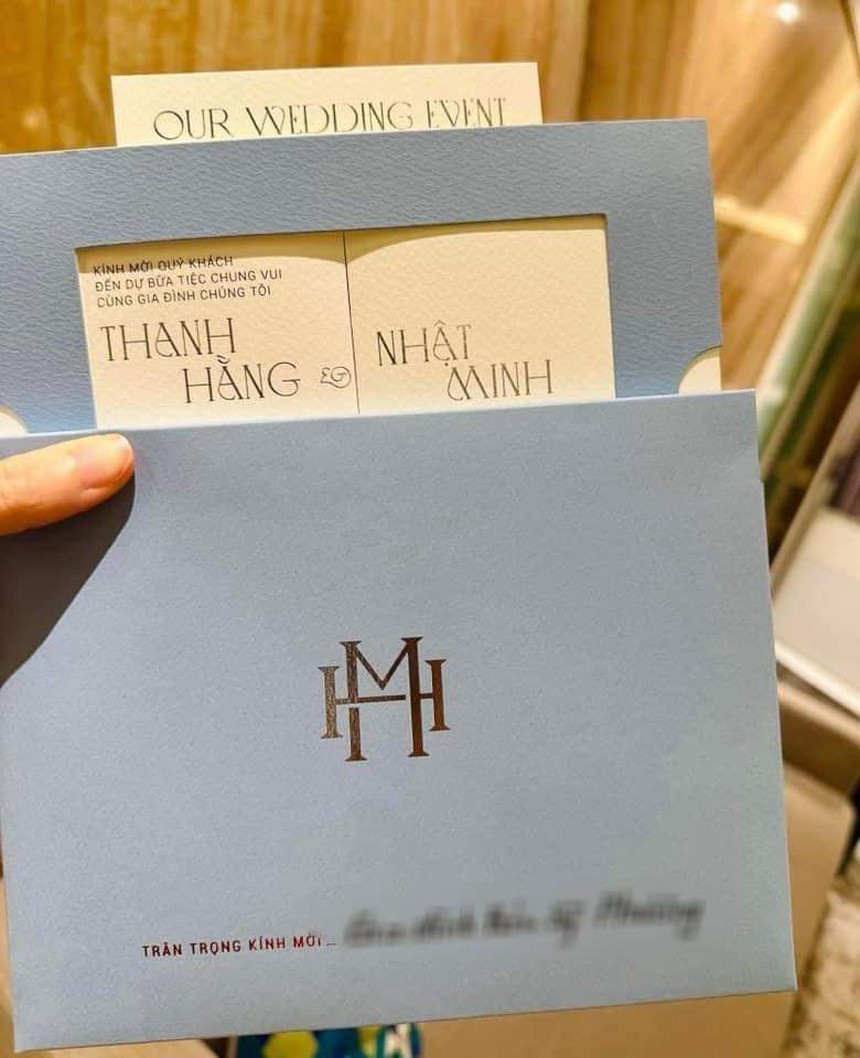 OUR WEDDING EVENT
KÍNH MỜI QUÝ KHÁCH
ĐẾN DỰ BỮA TIỆC CHUNG VUI
CÙNG GIA ĐÌNH CHÚNG TÔI
THANH
HẰNG &
NHẬT
MINH
MH
TRÂN TRỌNG KÍNH MỜI ...